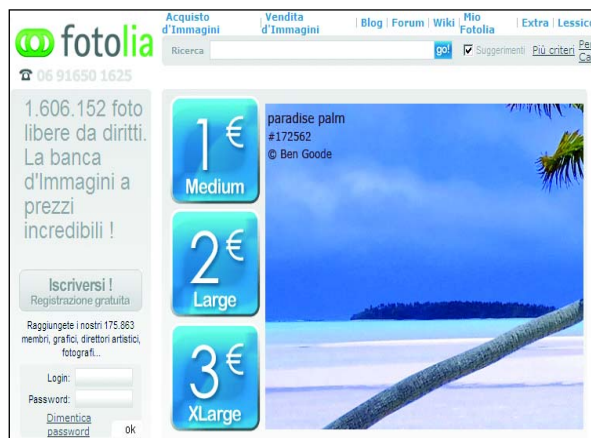 fotolia
☎ 06 91650 1625
Acquisto d'Immagini | Vendita d'Immagini | Blog | Forum | Wiki | Mio Fotolia | Extra | Lessico
Ricerca go! Suggerimenti Più criteri
1.606.152 foto
libere da diritti.
La banca
d'Immagini a
prezzi
incredibili !
Iscriversi !
Registrazione gratuita
Raggiungete i nostri 175.863
membri, grafici, direttori artistici,
fotografi...
Login:
Password:
Dimentica
password
ok
1 €
Medium
2 €
Large
3 €
XLarge
paradise palm
#172562
© Ben Goode